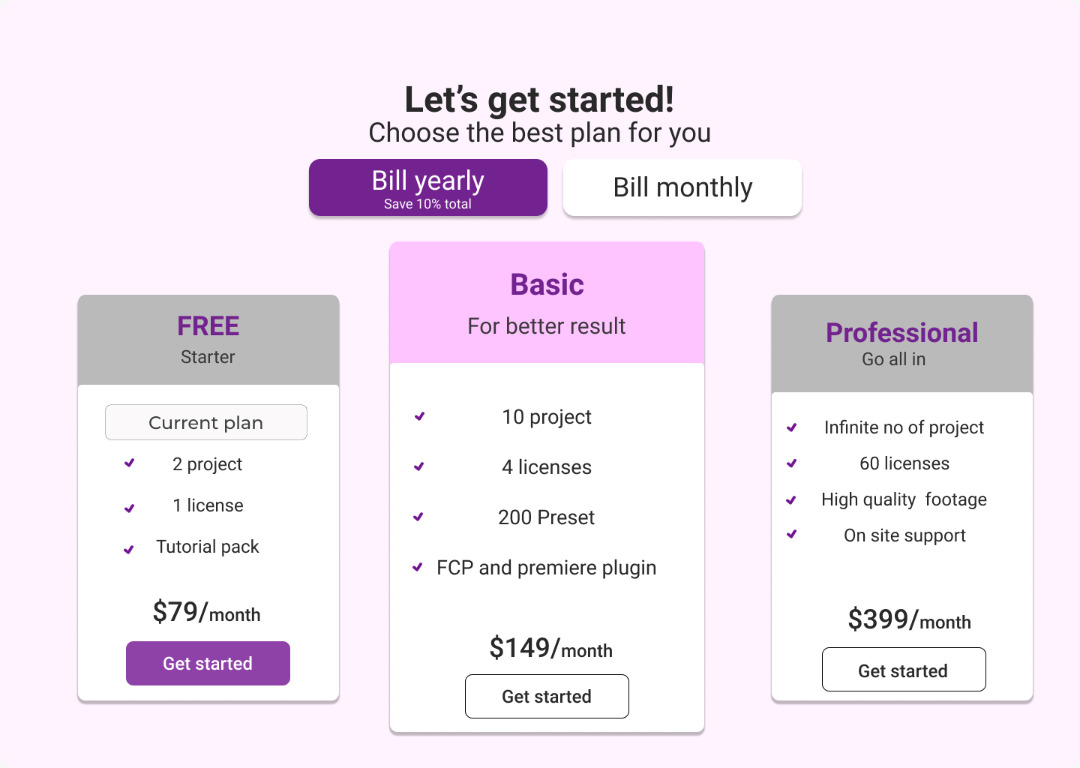 Let’s get started!
Choose the best plan for you
Bill yearly
Save 10% total
Bill monthly
FREE
Starter
Current plan
2 project
1 license
Tutorial pack
$79/month
Get started
Basic
For better result
10 project
4 licenses
200 Preset
FCP and premiere plugin
$149/month
Get started
Professional
Go all in
Infinite no of project
60 licenses
High quality  footage
On site support
$399/month
Get started